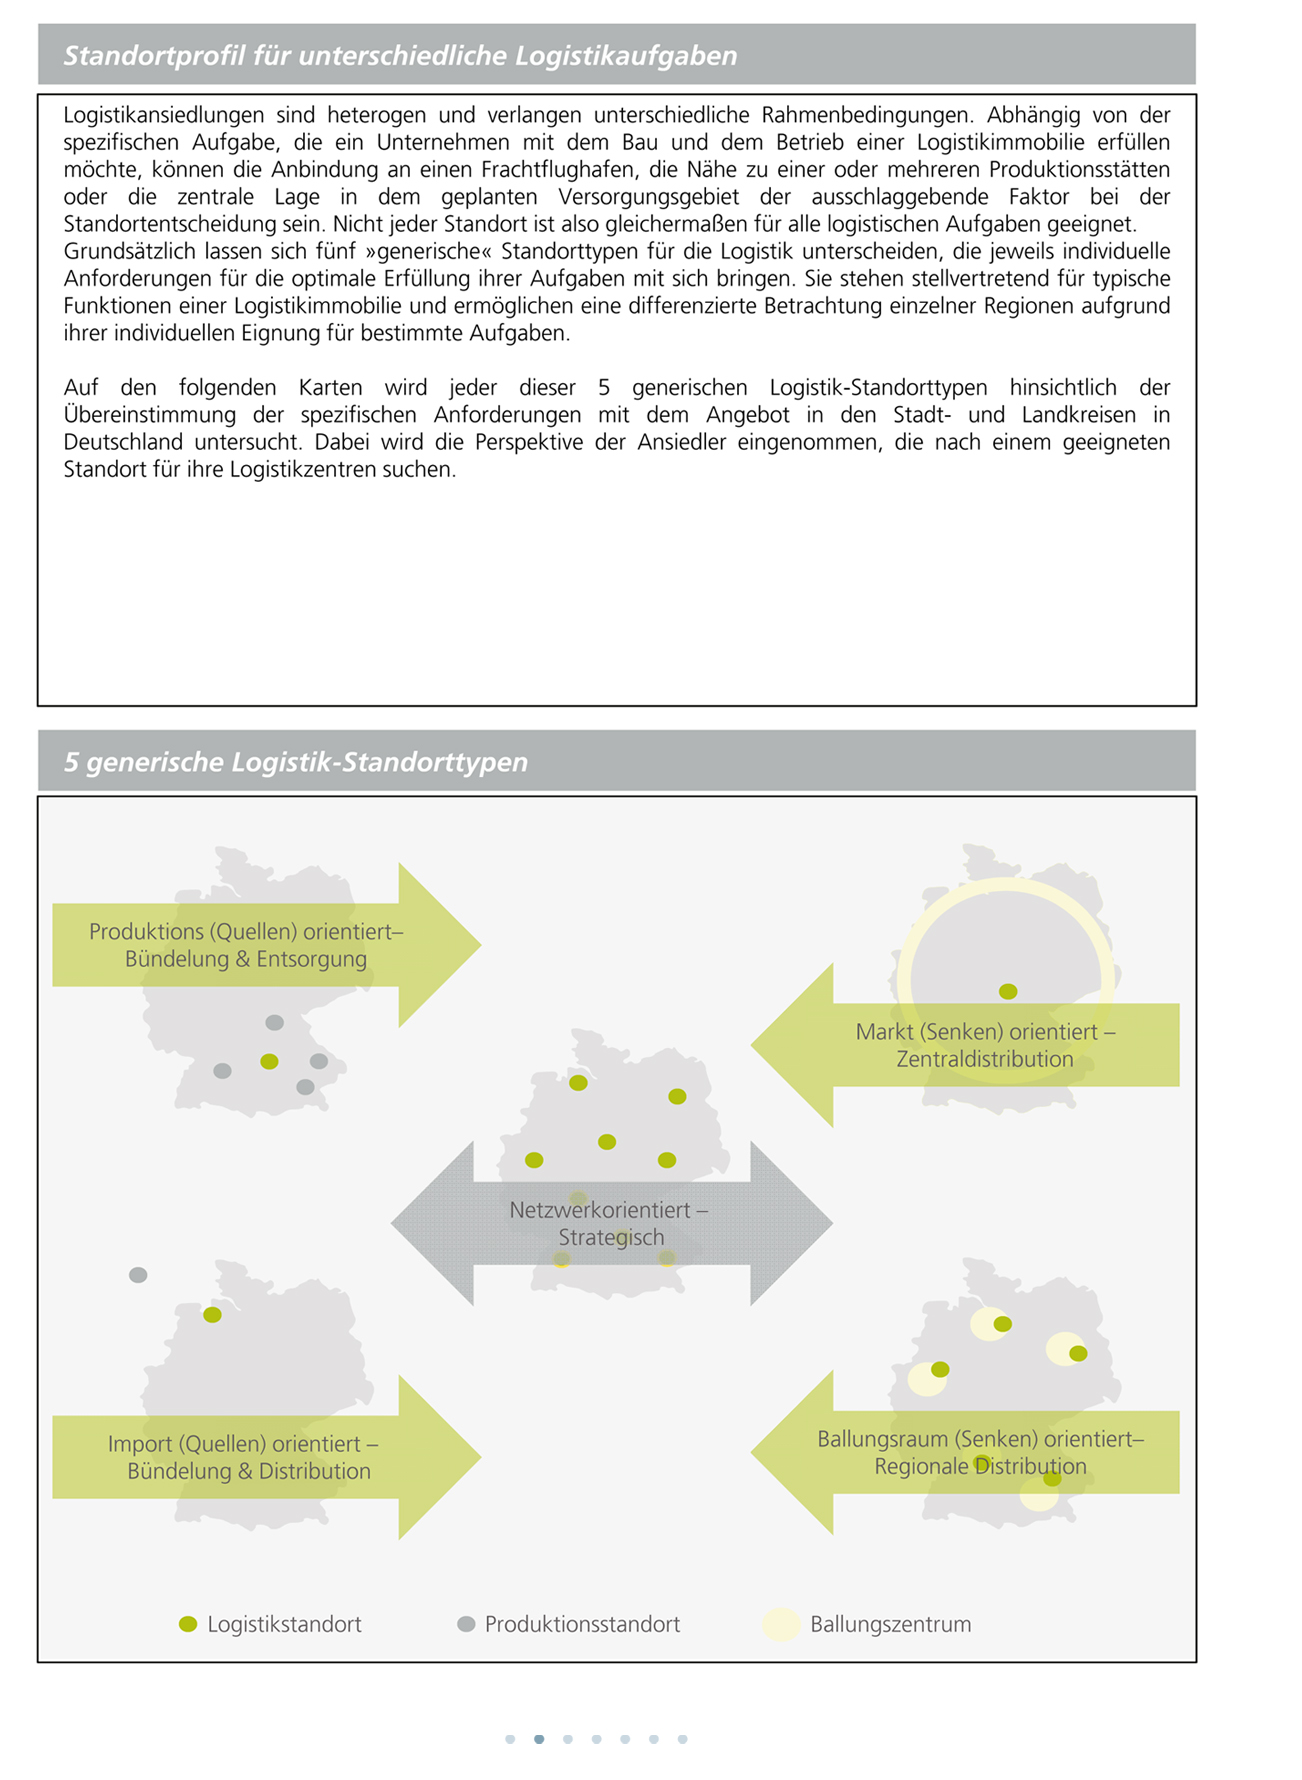 Standortprofil für unterschiedliche Logistikaufgaben
Logistikansiedlungen sind heterogen und verlangen unterschiedliche Rahmenbedingungen. Abhängig von der
spezifischen Aufgabe, die ein Unternehmen mit dem Bau und dem Betrieb einer Logistikimmobilie erfüllen
möchte, können die Anbindung an einen Frachtflughafen, die Nähe zu einer oder mehreren Produktionsstätten
oder die zentrale Lage in dem geplanten Versorgungsgebiet der ausschlaggebende Faktor bei der
Standortentscheidung sein. Nicht jeder Standort ist also gleichermaßen für alle logistischen Aufgaben geeignet.
Grundsätzlich lassen sich fünf »generische« Standorttypen für die Logistik unterscheiden, die jeweils individuelle
Anforderungen für die optimale Erfüllung ihrer Aufgaben mit sich bringen. Sie stehen stellvertretend für typische
Funktionen einer Logistikimmobilie und ermöglichen eine differenzierte Betrachtung einzelner Regionen aufgrund
ihrer individuellen Eignung für bestimmte Aufgaben.
Auf den folgenden Karten wird jeder dieser 5 generischen Logistik-Standorttypen hinsichtlich der
Übereinstimmung der spezifischen Anforderungen mit dem Angebot in den Stadt- und Landkreisen in
Deutschland untersucht. Dabei wird die Perspektive der Ansiedler eingenommen, die nach einem geeigneten
Standort für ihre Logistikzentren suchen.
5 generische Logistik-Standorttypen
Produktions (Quellen) orientiert–
Bündelung & Entsorgung
Markt (Senken) orientiert –
Zentraldistribution
Netzwerkorientiert –
Strategisch
Import (Quellen) orientiert –
Bündelung & Distribution
Ballungsraum (Senken) orientiert–
Regionale Distribution
Logistikstandort
Produktionsstandort
Ballungszentrum